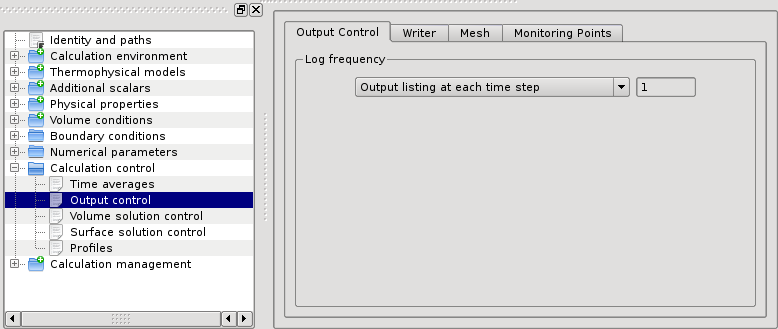 Identity and paths
Calculation environment
Thermophysical models
Additional scalars
Physical properties
Volume conditions
Boundary conditions
Numerical parameters
Calculation control
Time averages
Output control
Volume solution control
Surface solution control
Profiles
Calculation management
Output Control Writer Mesh Monitoring Points
Log frequency
Output listing at each time step 1